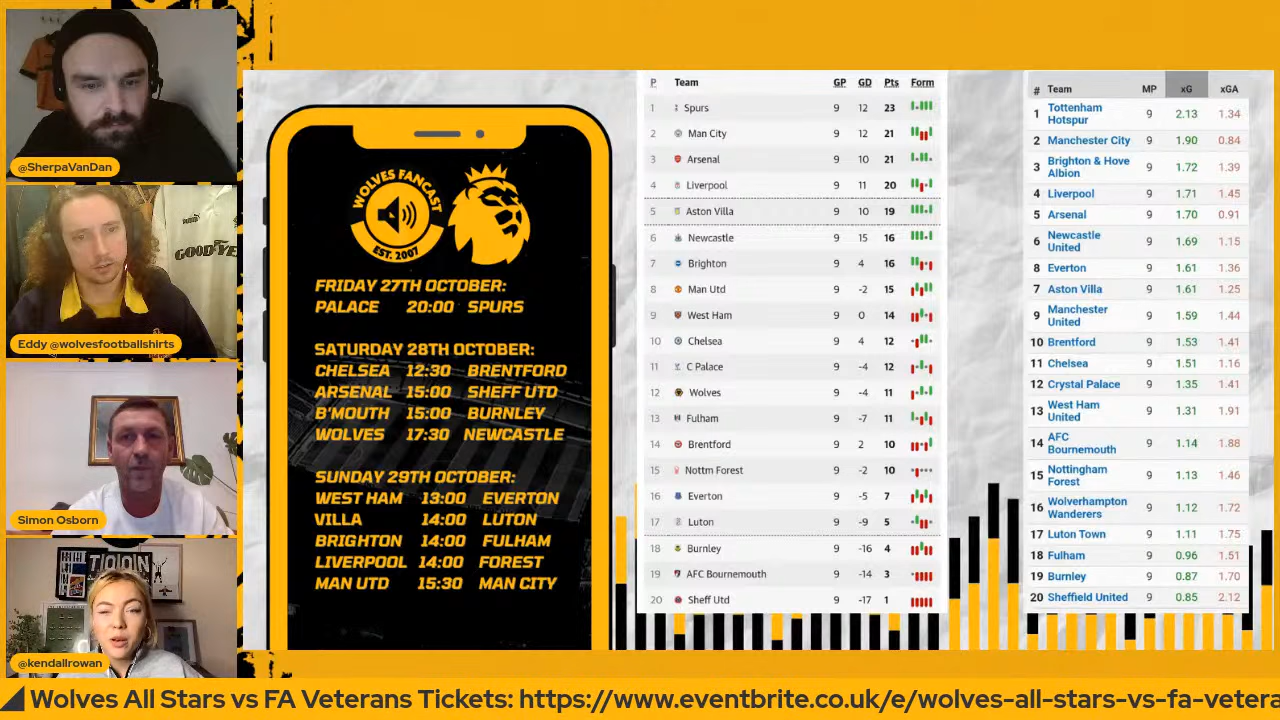 @SherpaVanDan
GOODYEAR
Eddy @wolvesfootballshirts
Simon Osborn
TOON
@kendallrowan
WOLVES FANCAST
EST. 2007
FRIDAY 27TH OCTOBER:
PALACE 20:00 SPURS
SATURDAY 28TH OCTOBER:
CHELSEA 12:30 BRENTFORD
ARSENAL 15:00 SHEFF UTD
B'MOUTH 15:00 BURNLEY
WOLVES 17:30 NEWCASTLE
SUNDAY 29TH OCTOBER:
WEST HAM 13:00 EVERTON
VILLA 14:00 LUTON
BRIGHTON 14:00 FULHAM
LIVERPOOL 14:00 FOREST
MAN UTD 15:30 MAN CITY
P Team GP GD Pts Form
1 Spurs 9 12 23
2 Man City 9 12 21
3 Arsenal 9 10 21
4 Liverpool 9 11 20
5 Aston Villa 9 10 19
6 Newcastle 9 15 16
7 Brighton 9 4 16
8 Man Utd 9 -2 15
9 West Ham 9 0 14
10 Chelsea 9 4 12
11 C Palace 9 -4 12
12 Wolves 9 -4 11
13 Fulham 9 -7 11
14 Brentford 9 2 10
15 Nottm Forest 9 -2 10
16 Everton 9 -5 7
17 Luton 9 -9 5
18 Burnley 9 -16 4
19 AFC Bournemouth 9 -14 3
20 Sheff Utd 9 -17 1
# Team MP xG xGA
1 Tottenham Hotspur 9 2.13 1.34
2 Manchester City 9 1.90 0.84
3 Brighton & Hove Albion 9 1.72 1.39
4 Liverpool 9 1.71 1.45
5 Arsenal 9 1.70 0.91
6 Newcastle United 9 1.69 1.15
8 Everton 9 1.61 1.36
7 Aston Villa 9 1.61 1.25
9 Manchester United 9 1.59 1.44
10 Brentford 9 1.53 1.41
11 Chelsea 9 1.51 1.16
12 Crystal Palace 9 1.35 1.41
13 West Ham United 9 1.31 1.91
14 AFC Bournemouth 9 1.14 1.88
15 Nottingham Forest 9 1.13 1.46
16 Wolverhampton Wanderers 9 1.12 1.72
17 Luton Town 9 1.11 1.75
18 Fulham 9 0.96 1.51
19 Burnley 9 0.87 1.70
20 Sheffield United 9 0.85 2.12
Wolves All Stars vs FA Veterans Tickets: https://www.eventbrite.co.uk/e/wolves-all-stars-vs-fa-vetera